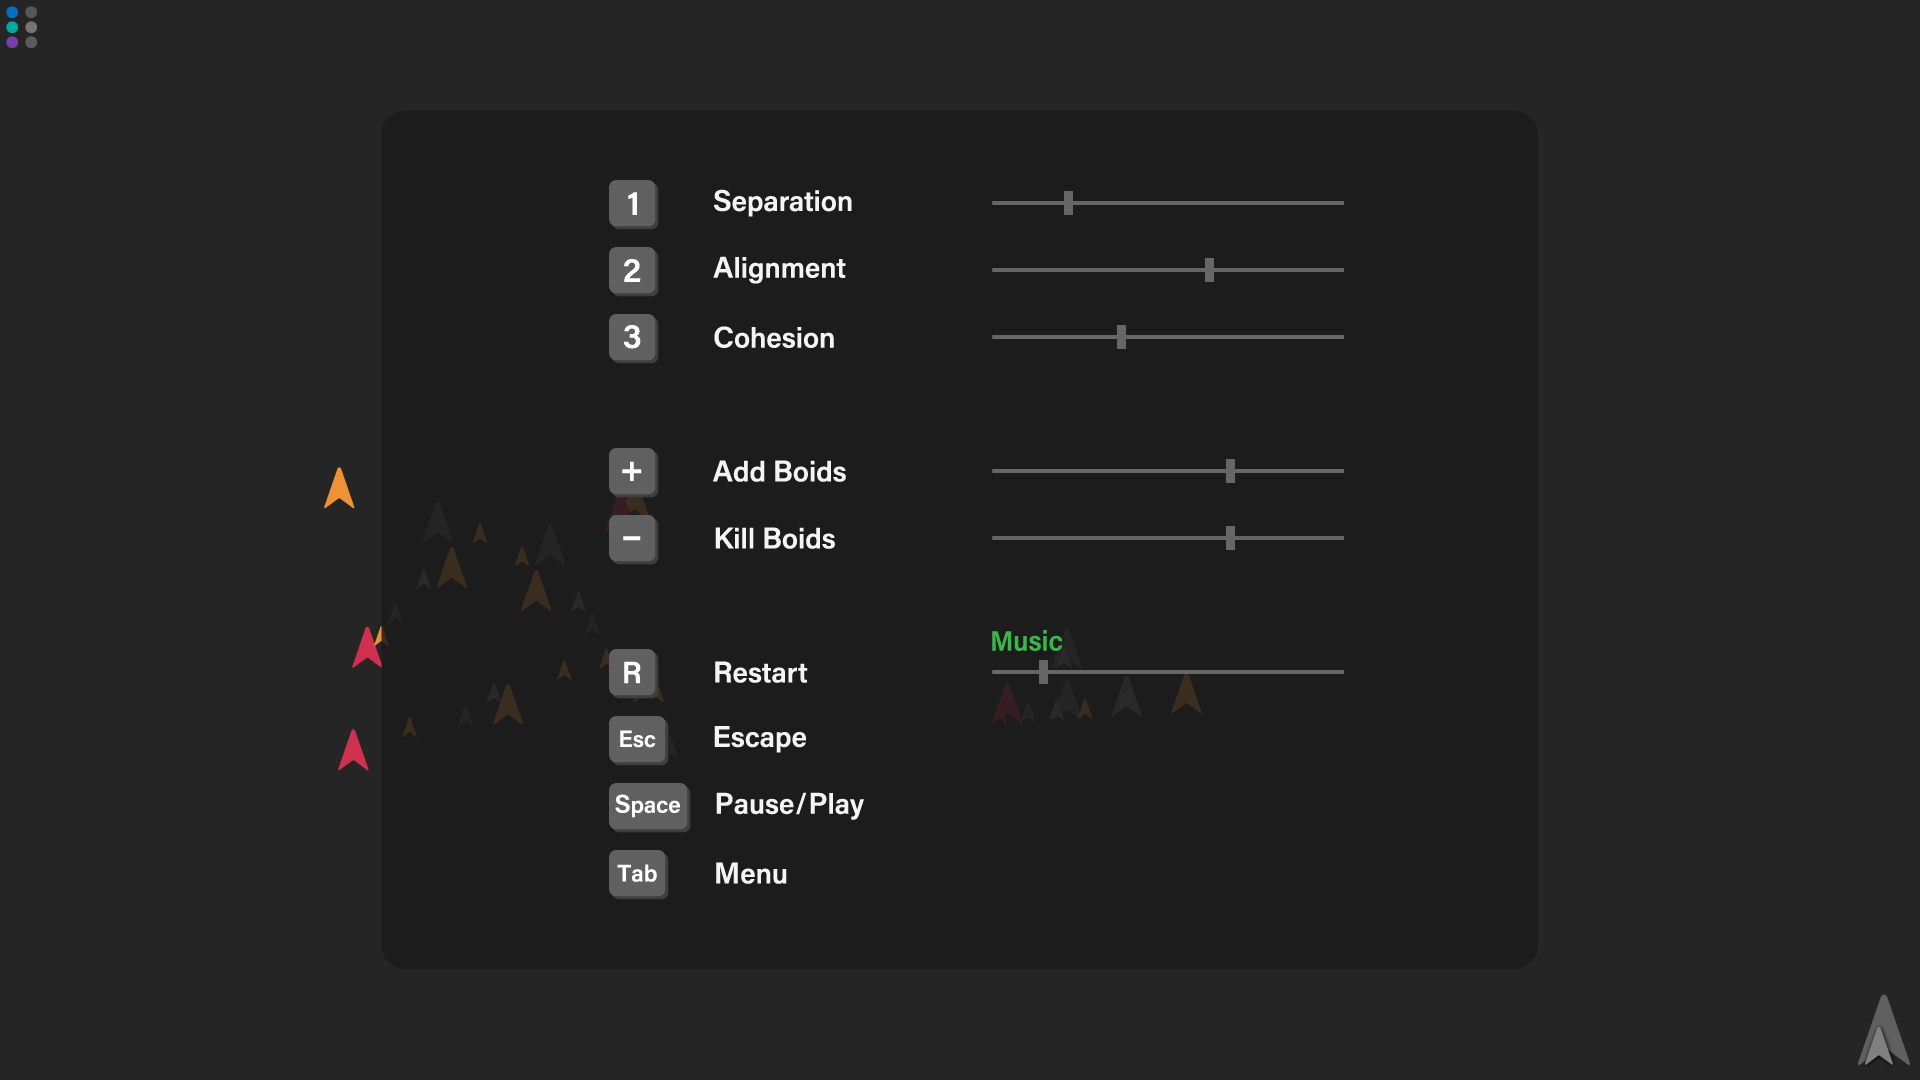 1 Separation
2 Alignment
3 Cohesion
+ Add Boids
− Kill Boids
Music
R Restart
Esc Escape
Space Pause/Play
Tab Menu